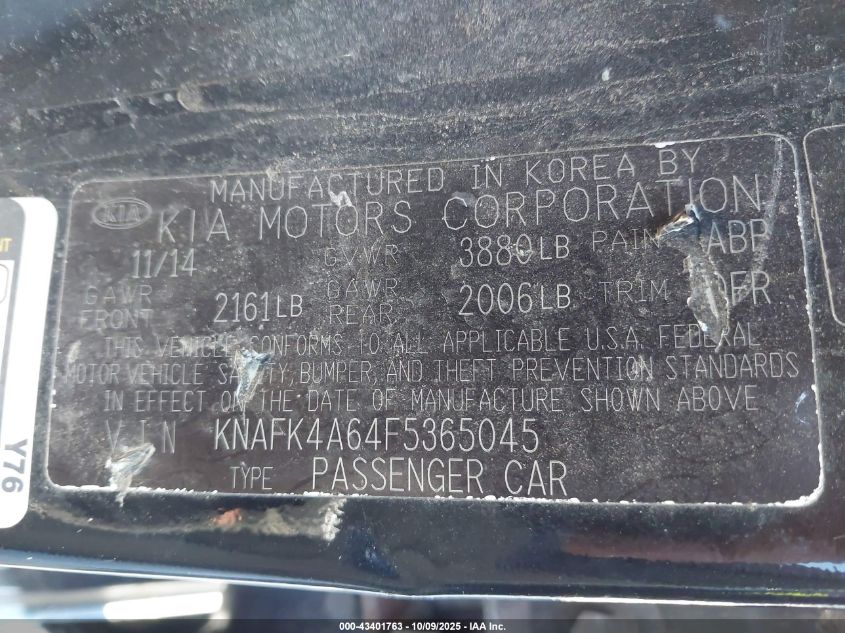 MANUFACTURED IN KOREA BY
KIA KIA MOTORS CORPORATION
11/14 GVWR 3880LB PAINT ABP
GAWR FRONT 2161LB GAWR REAR 2006LB TRIM
THIS VEHICLE CONFORMS TO ALL APPLICABLE U.S.A. FEDERAL
MOTOR VEHICLE SAFETY, BUMPER, AND THEFT PREVENTION STANDARDS
IN EFFECT ON THE DATE OF MANUFACTURE SHOWN ABOVE
VIN KNAFK4A64F5365045
TYPE PASSENGER CAR
Y76
000-43401763 - 10/09/2025 - IAA Inc.